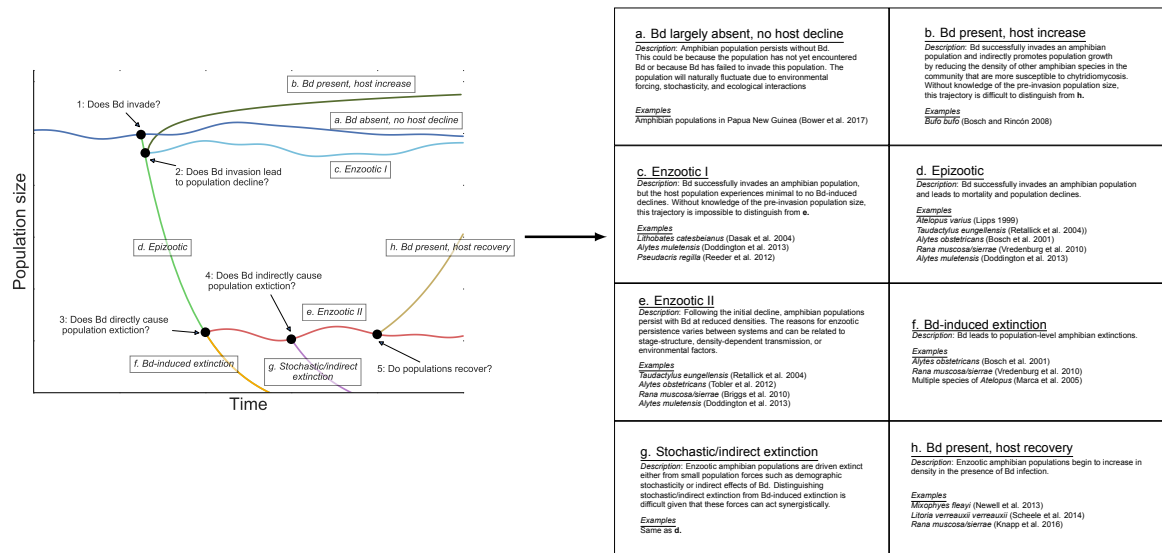 b. Bd present, host increase
1: Does Bd invade?
a. Bd absent, no host decline
c. Enzootic I
2: Does Bd invasion lead
to population decline?
Population size
d. Epizootic
h. Bd present, host recovery
4: Does Bd indirectly cause
population extiction?
3: Does Bd directly cause
population extiction?
e. Enzootic II
f. Bd-induced extinction
g. Stochastic/indirect
extinction
5: Do populations recover?
Time
a. Bd largely absent, no host decline
Description: Amphibian population persists without Bd.
This could be because the population has not yet encountered
Bd or because Bd has failed to invade this population. The
population will naturally fluctuate due to environmental
forcing, stochasticity, and ecological interactions
Examples
Amphibian populations in Papua New Guinea (Bower et al. 2017)
b. Bd present, host increase
Description: Bd successfully invades an amphibian
population and indirectly promotes population growth
by reducing the density of other amphibian species in the
community that are more susceptible to chytridiomycosis.
Without knowledge of the pre-invasion population size,
this trajectory is difficult to distinguish from h.
Examples
Bufo bufo (Bosch and Rincón 2008)
c. Enzootic I
Description: Bd successfully invades an amphibian population,
but the host population experiences minimal to no Bd-induced
declines. Without knowledge of the pre-invasion population size,
this trajectory is impossible to distinguish from e.
Examples
Lithobates catesbeianus (Dasak et al. 2004)
Alytes muletensis (Doddington et al. 2013)
Pseudacris regilla (Reeder et al. 2012)
d. Epizootic
Description: Bd successfully invades an amphibian population
and leads to mortality and population declines.
Examples
Atelopus varius (Lipps 1999)
Taudactylus eungellensis (Retallick et al. 2004))
Alytes obstetricans (Bosch et al. 2001)
Rana muscosa/sierrae (Vredenburg et al. 2010)
Alytes muletensis (Doddington et al. 2013)
e. Enzootic II
Description: Following the initial decline, amphibian populations
persist with Bd at reduced densities. The reasons for enzootic
persistence varies between systems and can be related to
stage-structure, density-dependent transmission, or
environmental factors.
Examples
Taudactylus eungellensis (Retallick et al. 2004)
Alytes obstetricans (Tobler et al. 2012)
Rana muscosa/sierrae (Briggs et al. 2010)
Alytes muletensis (Doddington et al. 2013)
f. Bd-induced extinction
Description: Bd leads to population-level amphibian extinctions.
Examples
Alytes obstetricans (Bosch et al. 2001)
Rana muscosa/sierrae (Vredenburg et al. 2010)
Multiple species of Atelopus (Marca et al. 2005)
g. Stochastic/indirect extinction
Description: Enzootic amphibian populations are driven extinct
either from small population forces such as demographic
stochasticity or indirect effects of Bd. Distinguishing
stochastic/indirect extinction from Bd-induced extinction is
difficult given that these forces can act synergistically.
Examples
Same as d.
h. Bd present, host recovery
Description: Enzootic amphibian populations begin to increase in
density in the presence of Bd infection.
Examples
Mixophyes fleayi (Newell et al. 2013)
Litoria verreauxii verreauxii (Scheele et al. 2014)
Rana muscosa/sierrae (Knapp et al. 2016)